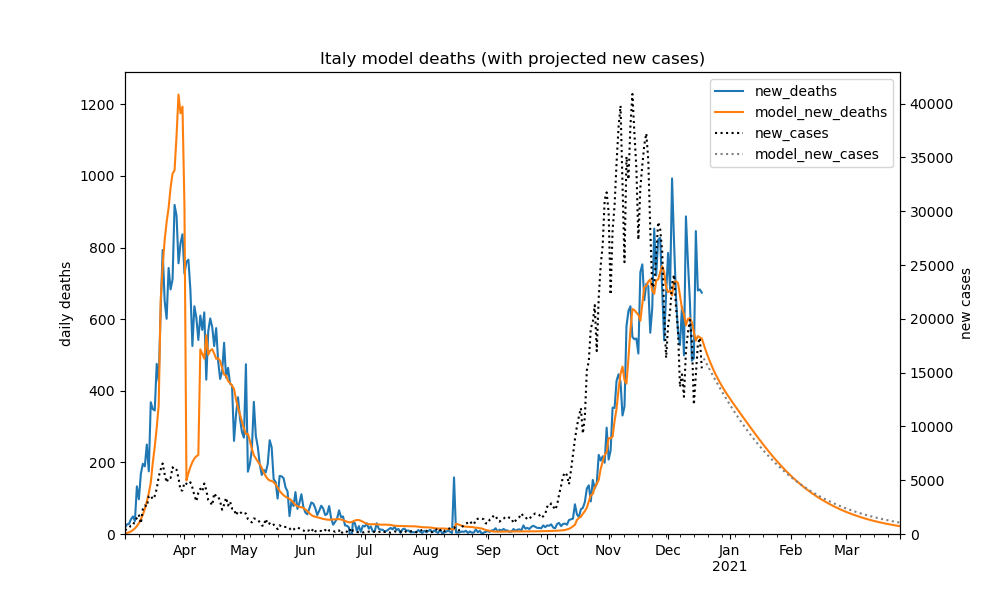 Italy model deaths (with projected new cases)
new_deaths
model_new_deaths
new_cases
model_new_cases
daily deaths
new cases
1200
1000
800
600
400
200
0
40000
35000
30000
25000
20000
15000
10000
5000
0
Apr May Jun Jul Aug Sep Oct Nov Dec Jan Feb Mar
2021